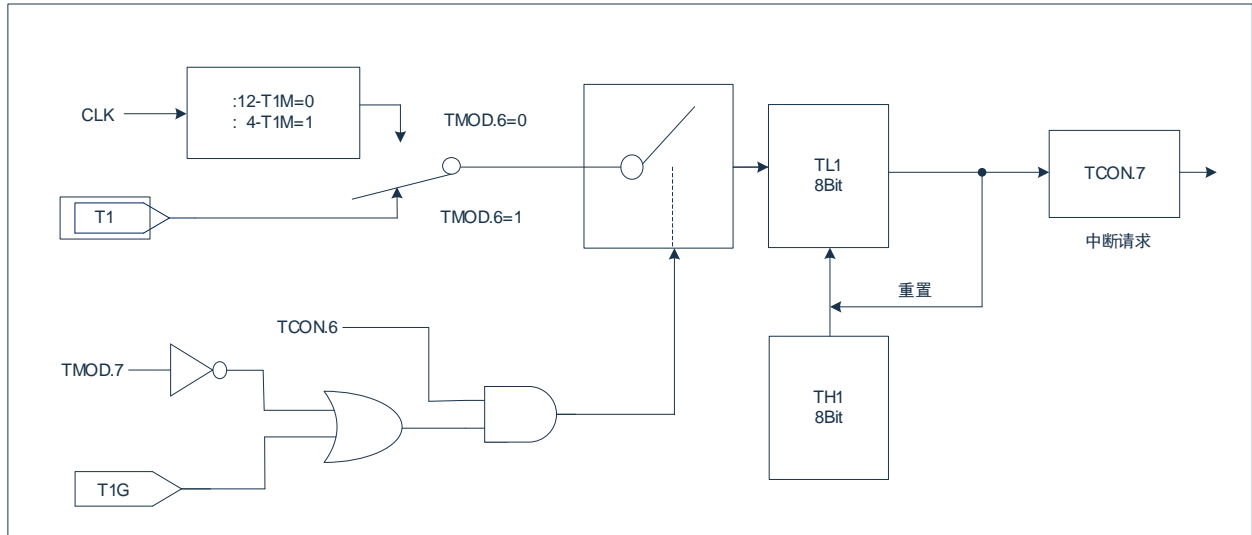 :12-T1M=0
: 4-T1M=1
CLK
TMOD.6=0
T1
TMOD.6=1
TL1
8Bit
TCON.7
中断请求
重置
TCON.6
TMOD.7
TH1
8Bit
T1G